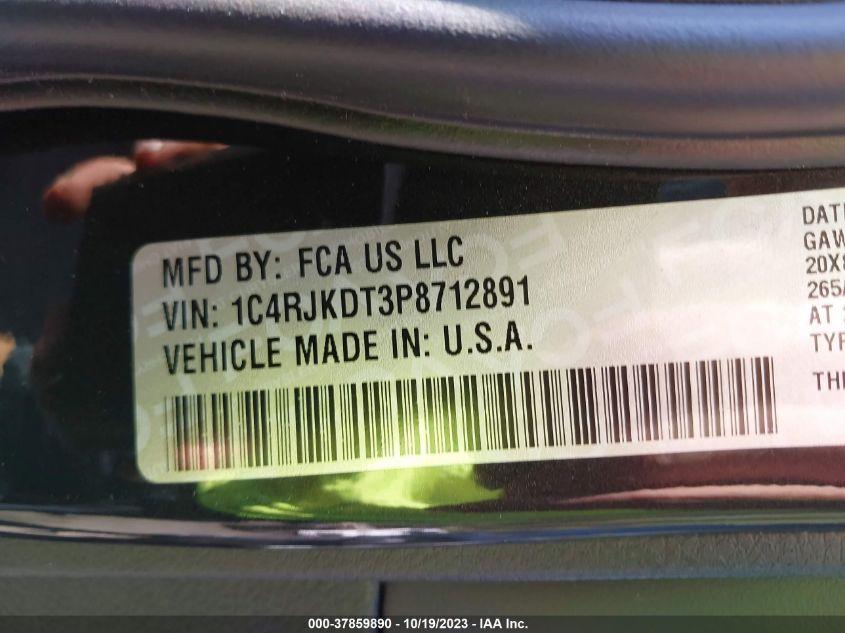 MFD BY: FCA US LLC
VIN: 1C4RJKDT3P8712891
VEHICLE MADE IN: U.S.A.
000-37859890 - 10/19/2023 - IAA Inc.